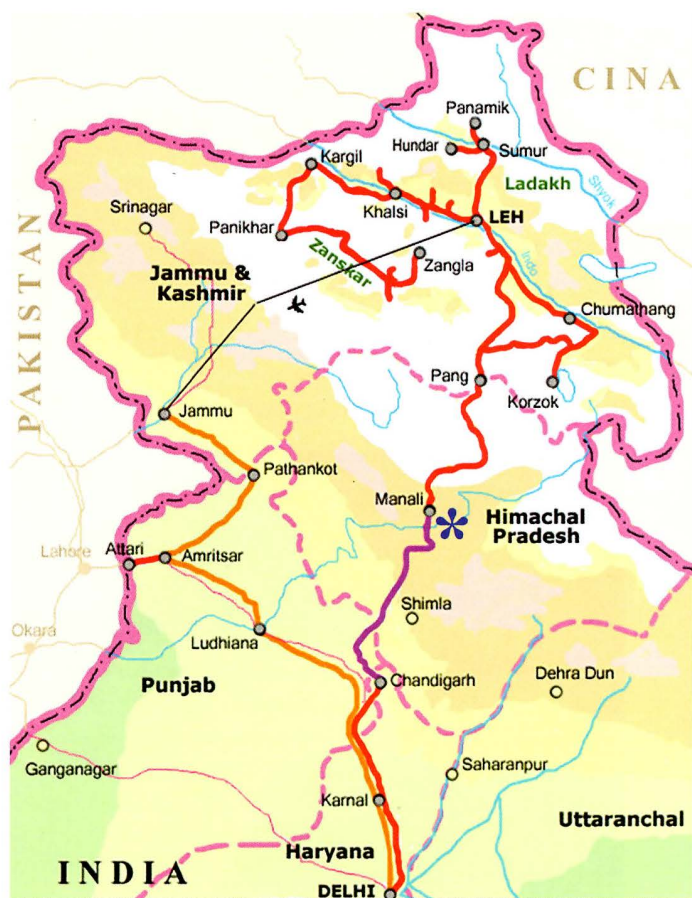 CINA
Panamik
Hundar
Sumur
Shyok
Kargil
Ladakh
Khalsi
Srinagar
LEH
Panikhar
Zanskar
Zangla
Indo
Jammu &
Kashmir
Chumathang
PAKISTAN
Pang
Korzok
Jammu
Pathankot
Manali
Himachal
Pradesh
Attari
Lahore
Amritsar
Shimla
Okara
Ludhiana
Punjab
Chandigarh
Dehra Dun
Ganganagar
Saharanpur
Karnal
Uttaranchal
Haryana
INDIA
DELHI